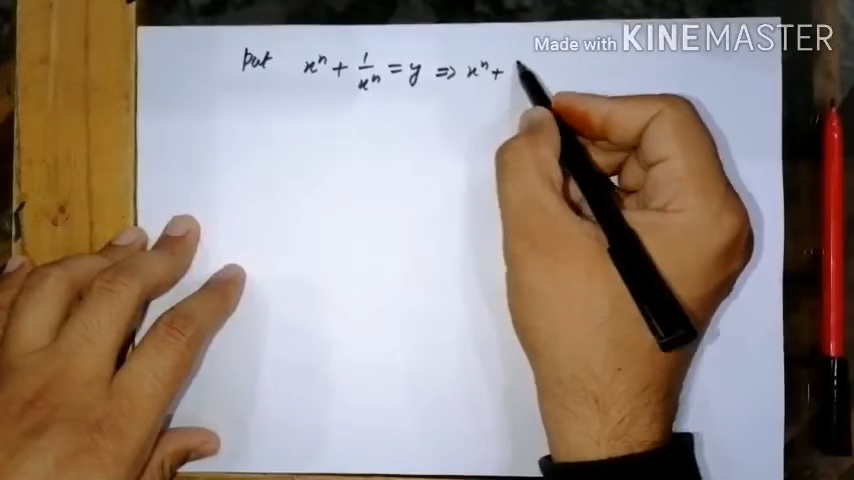 Made with KINEMASTER
Put xⁿ + 1/xⁿ = y ⇒ xⁿ +